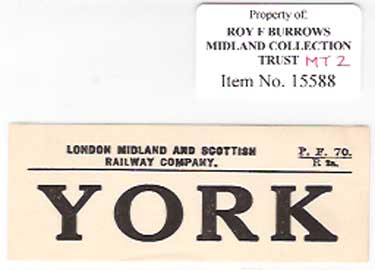 Property of:
ROY F BURROWS
MIDLAND COLLECTION
TRUST MT 2
Item No. 15588
LONDON MIDLAND AND SCOTTISH P. F. 70.
RAILWAY COMPANY. R 2a.
YORK